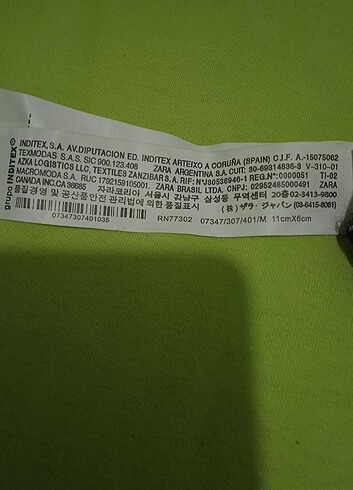 grupo INDITEX®
INDITEX, S.A. AV.DIPUTACION ED. INDITEX ARTEIXO A CORUÑA (SPAIN) C.I.F. A.-15075062
TEXMODAS S.A.S. SIC 900.123.408 ZARA ARGENTINA S.A. CUIT: 30-69314836-3 V-310-01
AZKA LOGISTICS LLC, TEXTILES ZANZIBAR S.A. RIF: NºJ30536946-1 REG.Nº:0000051 TI-02
MACROMODA S.A. RUC 1792159105001. ZARA BRASIL LTDA. CNPJ: 02952485000491 ZARA
CANADA INC.CA 36685 자라코리아 서울시 강남구 삼성동 무역센터 20층 02-3413-9800
품질경영 및 공산품안전 관리법에 의한 품질표시 (株) ザラ・ジャパン (03-6415-8061)
07347307401035 RN77302 07347/307/401/M 11cmX6cm